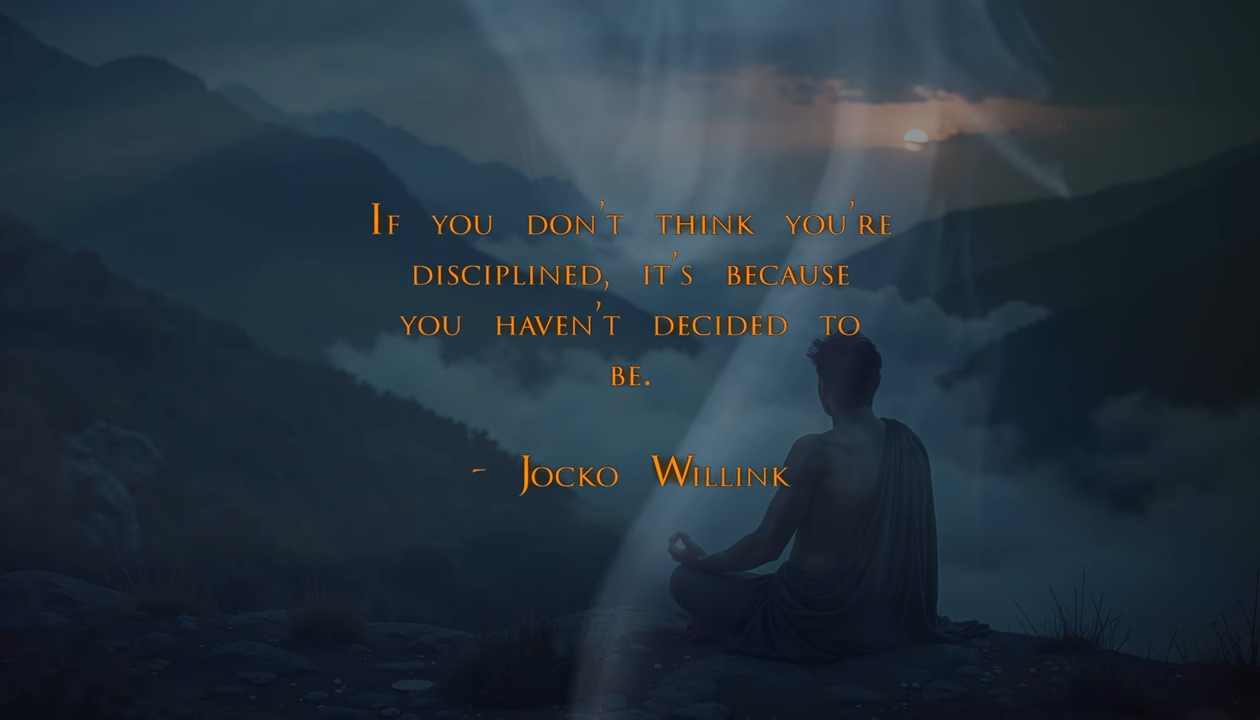 If you don't think you're
disciplined, it's because
you haven't decided to
be.
- Jocko Willink